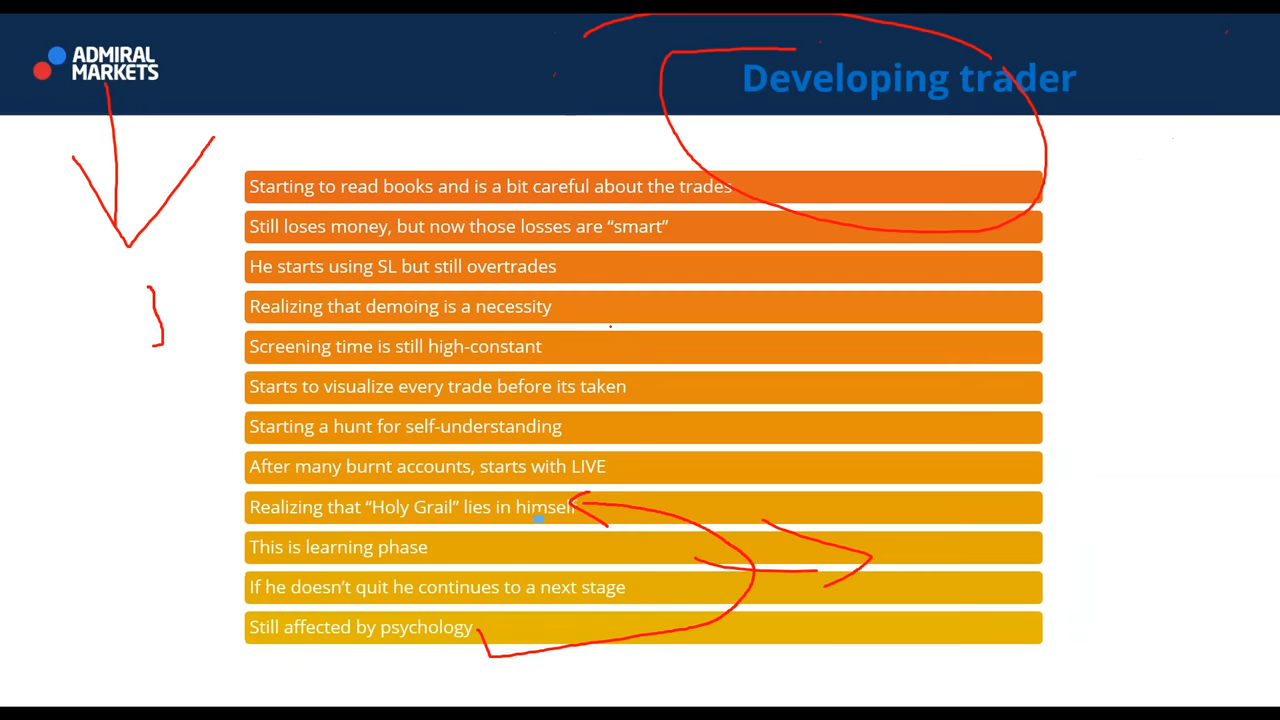 ADMIRAL
MARKETS
Developing trader
Starting to read books and is a bit careful about the trades
Still loses money, but now those losses are “smart”
He starts using SL but still overtrades
Realizing that demoing is a necessity
Screening time is still high-constant
Starts to visualize every trade before its taken
Starting a hunt for self-understanding
After many burnt accounts, starts with LIVE
Realizing that “Holy Grail” lies in himself
This is learning phase
If he doesn’t quit he continues to a next stage
Still affected by psychology